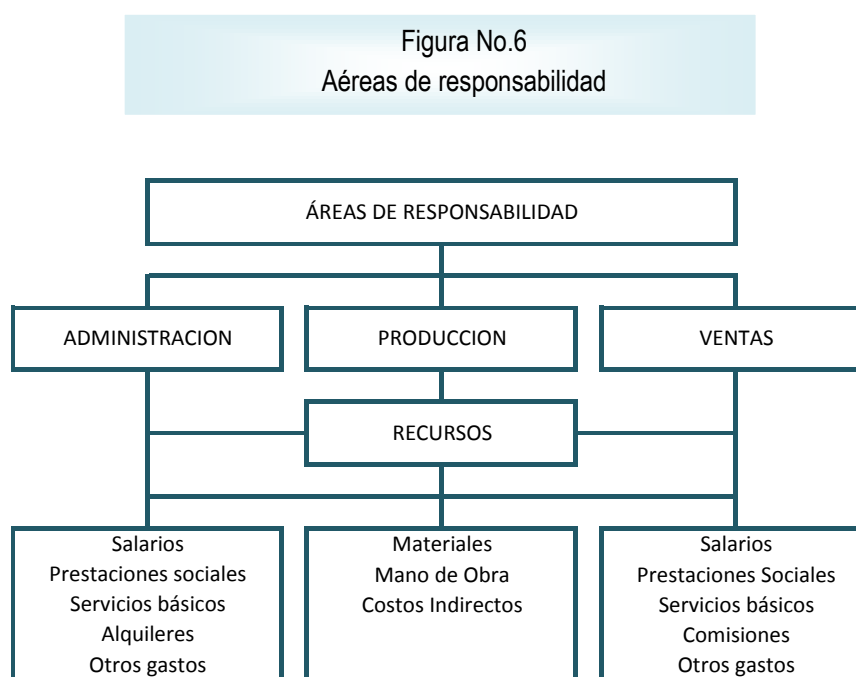 Figura No.6
Aéreas de responsabilidad
ÁREAS DE RESPONSABILIDAD
ADMINISTRACION
PRODUCCION
VENTAS
RECURSOS
Salarios
Prestaciones sociales
Servicios básicos
Alquileres
Otros gastos
Materiales
Mano de Obra
Costos Indirectos
Salarios
Prestaciones Sociales
Servicios básicos
Comisiones
Otros gastos